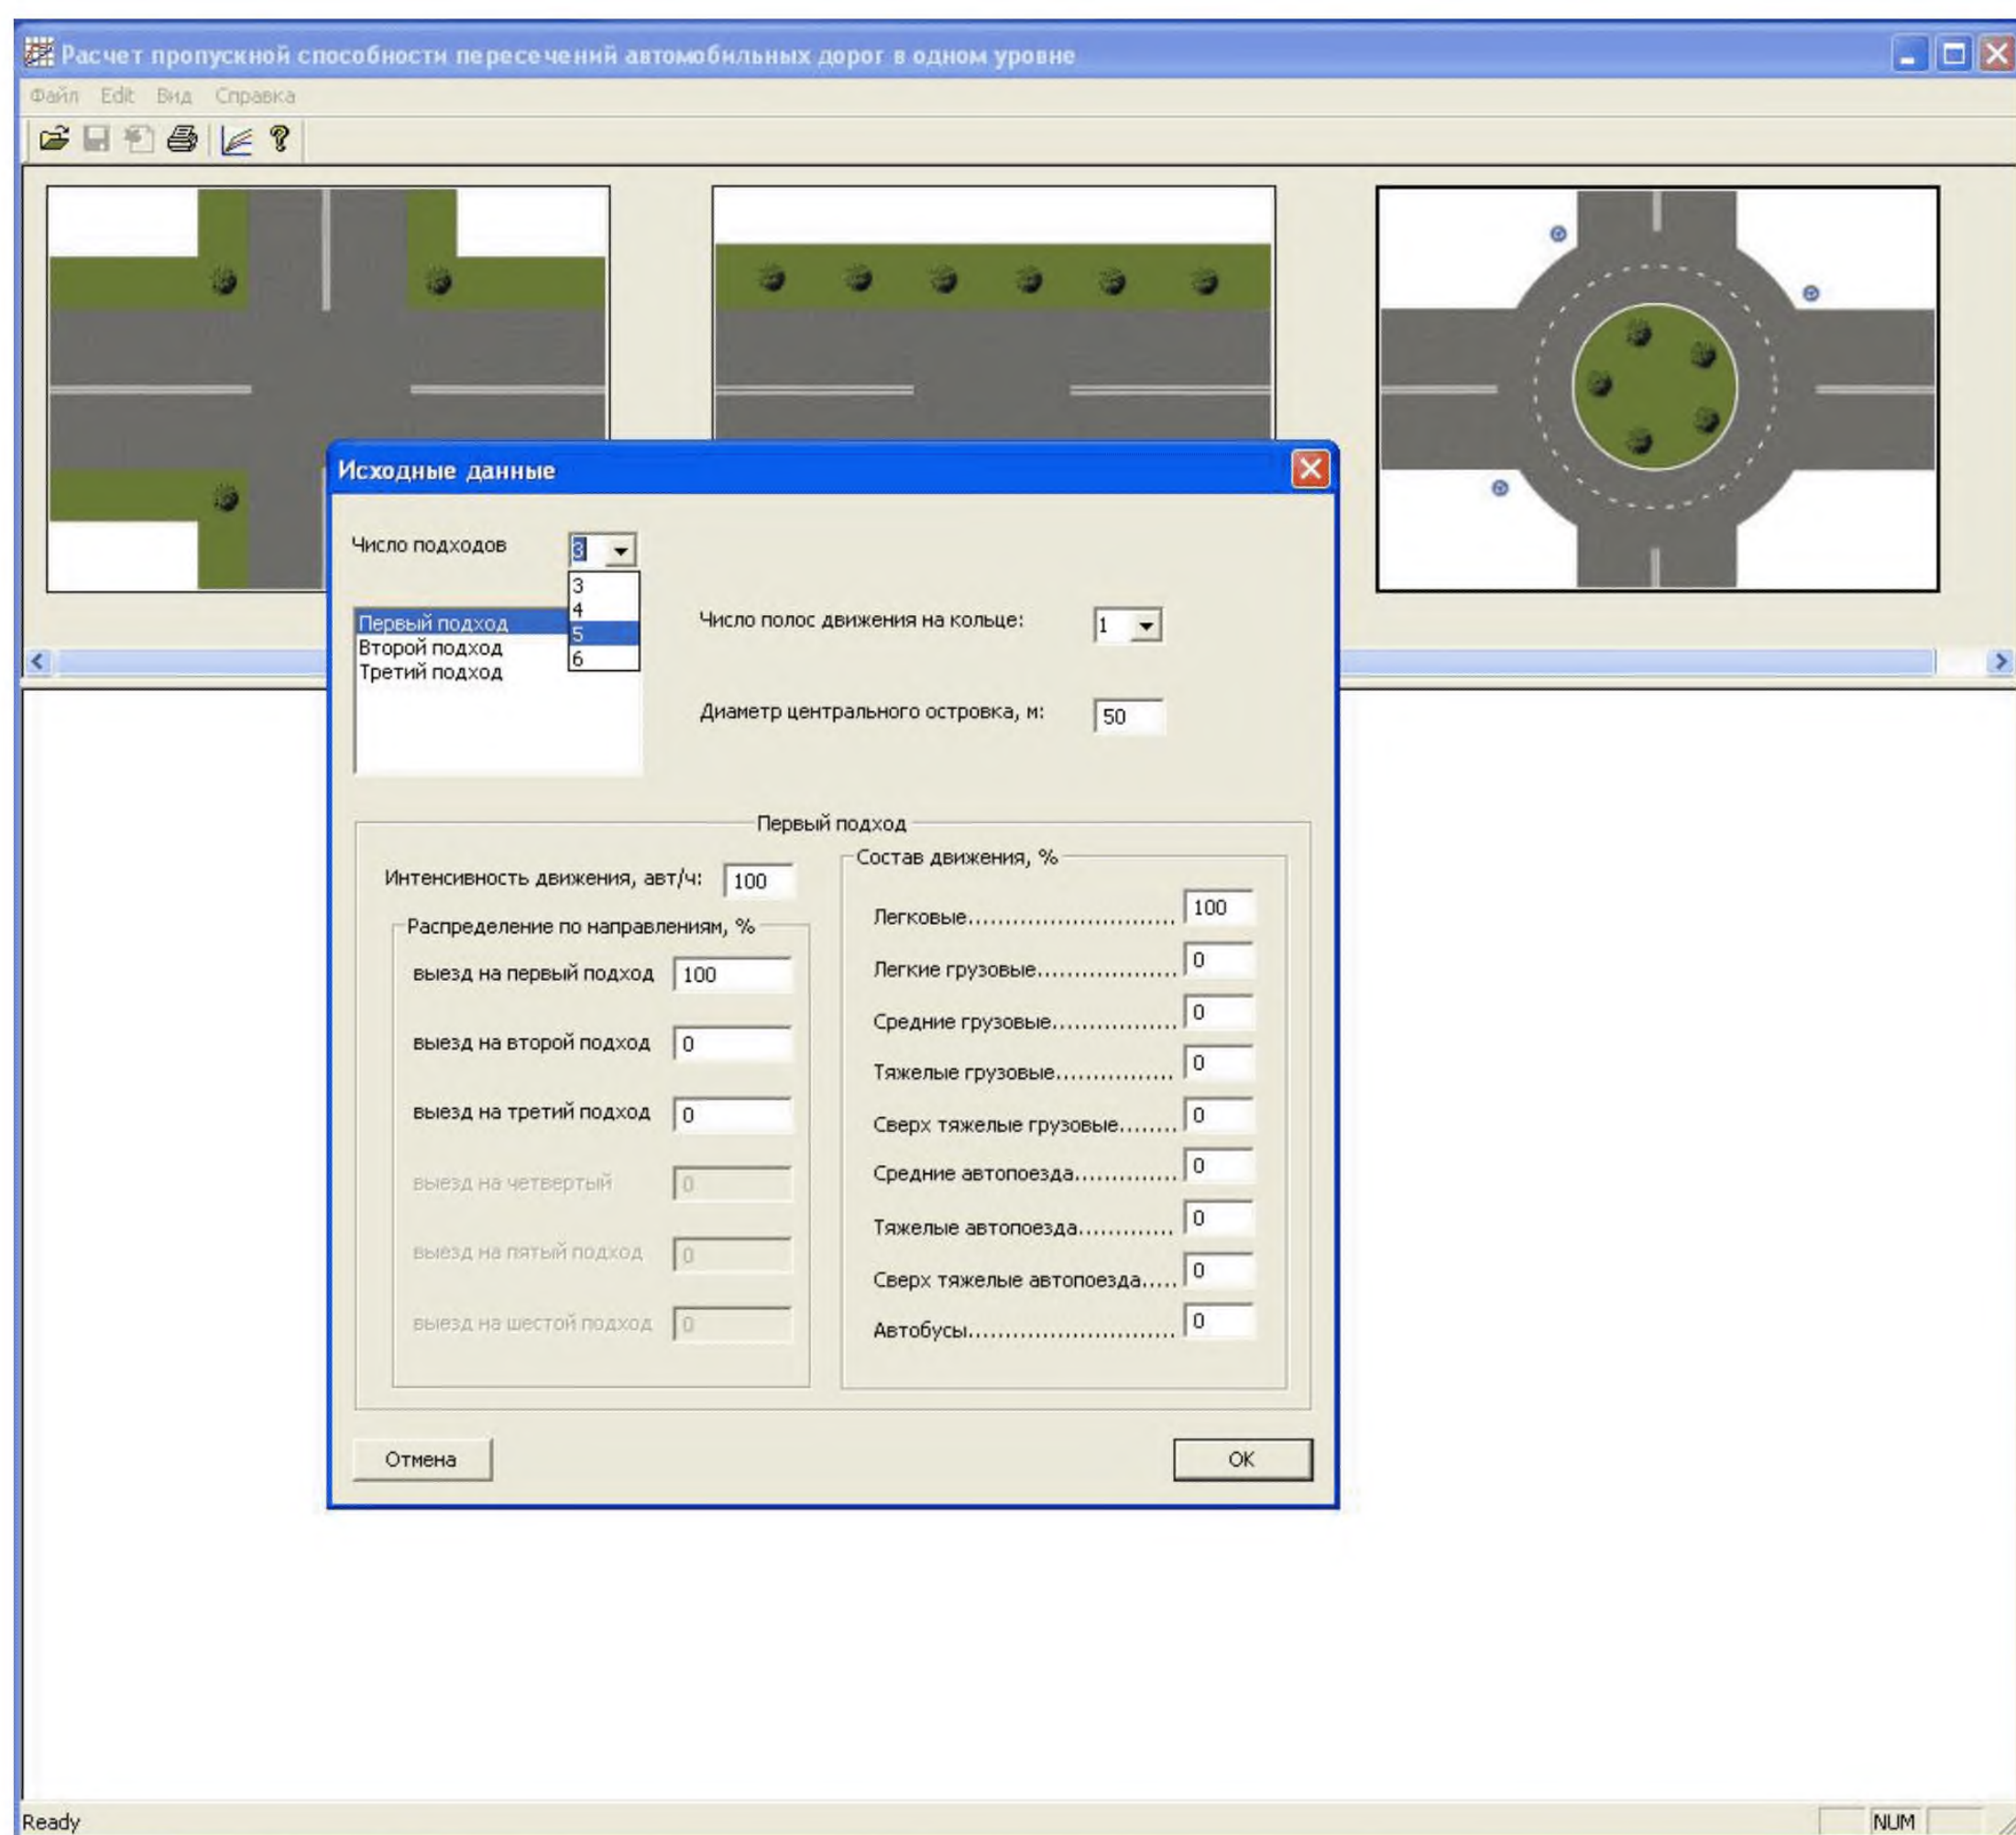 Расчет пропускной способности пересечений автомобильных дорог в одном уровне
Файл Edit Вид Справка
Исходные данные
Число подходов 3
3
4
5
6
Первый подход
Второй подход
Третий подход
Число полос движения на кольце: 1
Диаметр центрального островка, м: 50
Первый подход
Интенсивность движения, авт/ч: 100
Распределение по направлениям, %
выезд на первый подход 100
выезд на второй подход 0
выезд на третий подход 0
выезд на четвертый 0
выезд на пятый подход 0
выезд на шестой подход 0
Состав движения, %
Легковые............................ 100
Легкие грузовые................... 0
Средние грузовые................. 0
Тяжелые грузовые................ 0
Сверх тяжелые грузовые........ 0
Средние автопоезда.............. 0
Тяжелые автопоезда............. 0
Сверх тяжелые автопоезда..... 0
Автобусы............................ 0
Отмена
OK
Ready
NUM